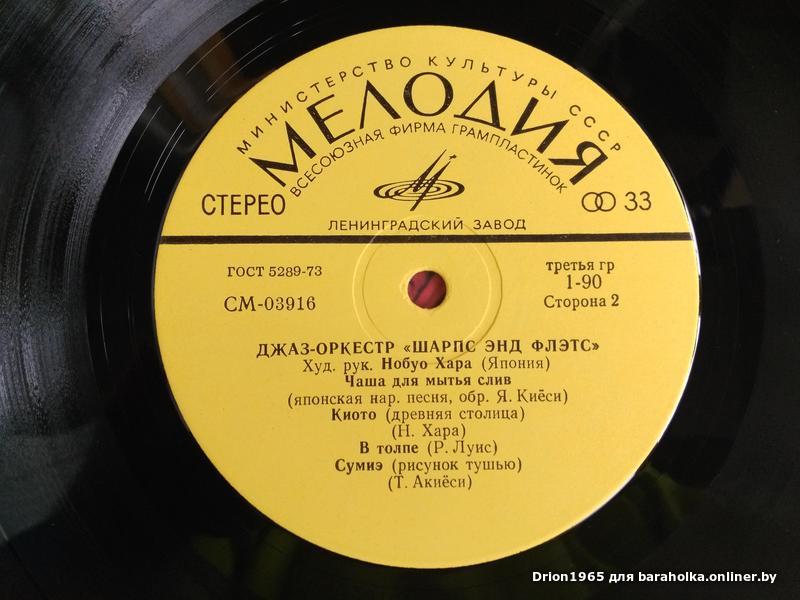 МИНИСТЕРСТВО КУЛЬТУРЫ СССР
МЕЛОДИЯ
ВСЕСОЮЗНАЯ ФИРМА ГРАМПЛАСТИНОК
СТЕРЕО
33
ЛЕНИНГРАДСКИЙ ЗАВОД
ГОСТ 5289-73
СМ-03916
третья гр
1-90
Сторона 2
ДЖАЗ-ОРКЕСТР «ШАРПС ЭНД ФЛЭТС»
Худ. рук. Нобуо Хара (Япония)
Чаша для мытья слив
(японская нар. песня, обр. Я. Киёси)
Киото (древняя столица)
(Н. Хара)
В толпе (Р. Луис)
Сумиэ (рисунок тушью)
(Т. Акиёси)
Drion1965 для baraholka.onliner.by